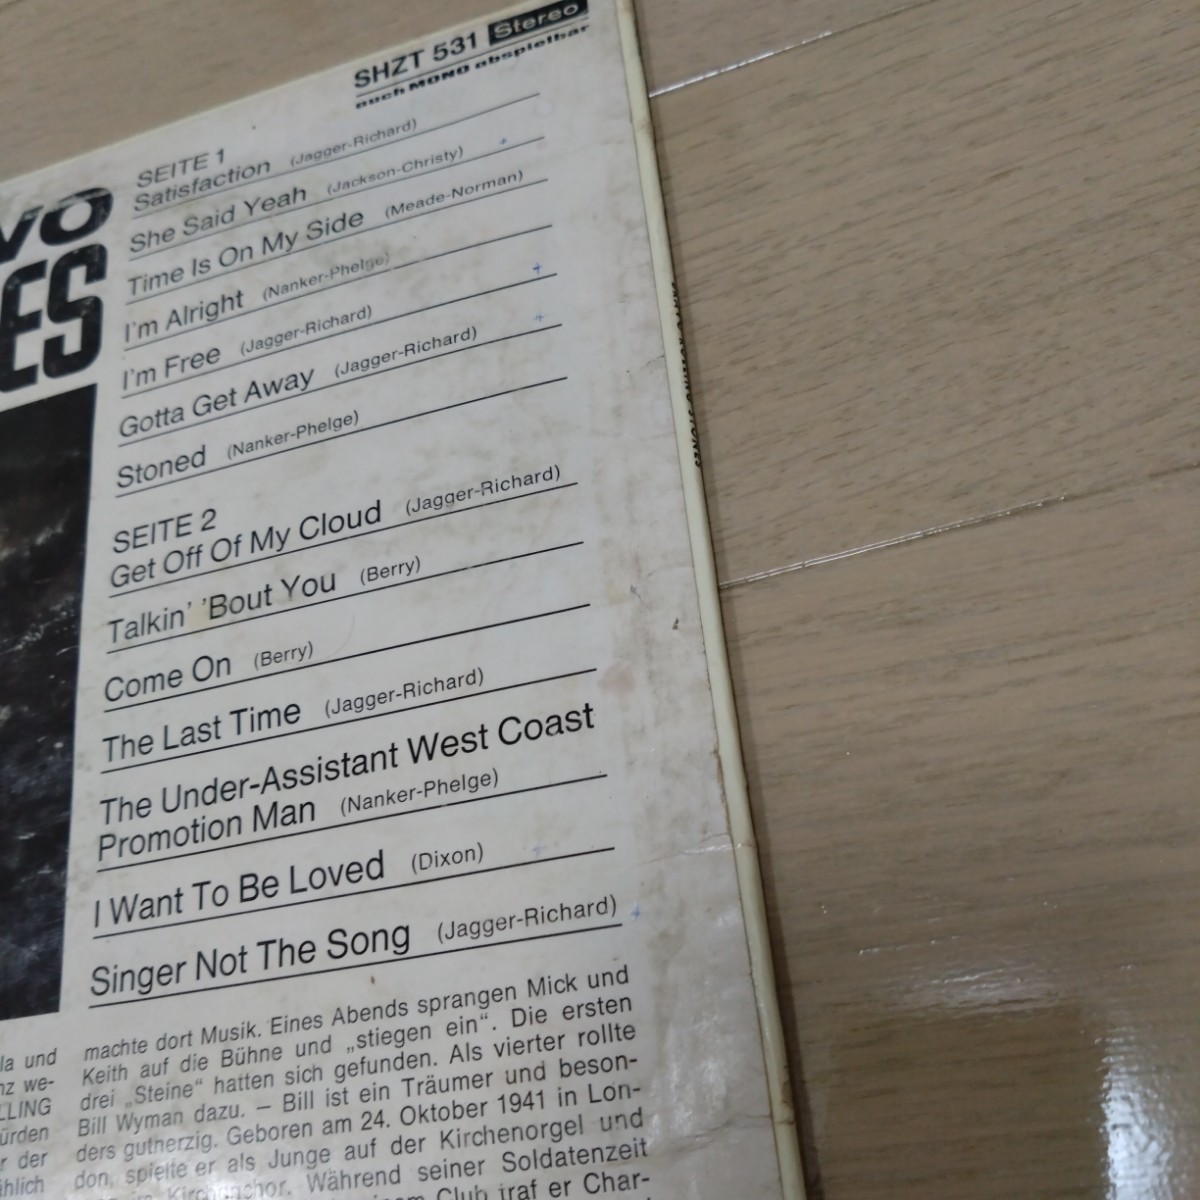 SHZT 531 Stereo
auch MONO abspielbar
VO
ES
SEITE 1
Satisfaction (Jagger-Richard)
She Said Yeah (Jackson-Christy)
Time Is On My Side (Meade-Norman)
I'm Alright (Nanker-Phelge)
I'm Free (Jagger-Richard)
Gotta Get Away (Jagger-Richard)
Stoned (Nanker-Phelge)
SEITE 2
Get Off Of My Cloud (Jagger-Richard)
Talkin' 'Bout You (Berry)
Come On (Berry)
The Last Time (Jagger-Richard)
The Under-Assistant West Coast
Promotion Man (Nanker-Phelge)
I Want To Be Loved (Dixon)
Singer Not The Song (Jagger-Richard)
la und
nz we-
LLING
ürden
r der
ählich
machte dort Musik. Eines Abends sprangen Mick und
Keith auf die Bühne und „stiegen ein“. Die ersten
drei „Steine“ hatten sich gefunden. Als vierter rollte
Bill Wyman dazu. – Bill ist ein Träumer und beson-
ders gutherzig. Geboren am 24. Oktober 1941 in Lon-
don, spielte er als Junge auf der Kirchenorgel und
Kirchenchor. Während seiner Soldatenzeit
Club traf er Char-